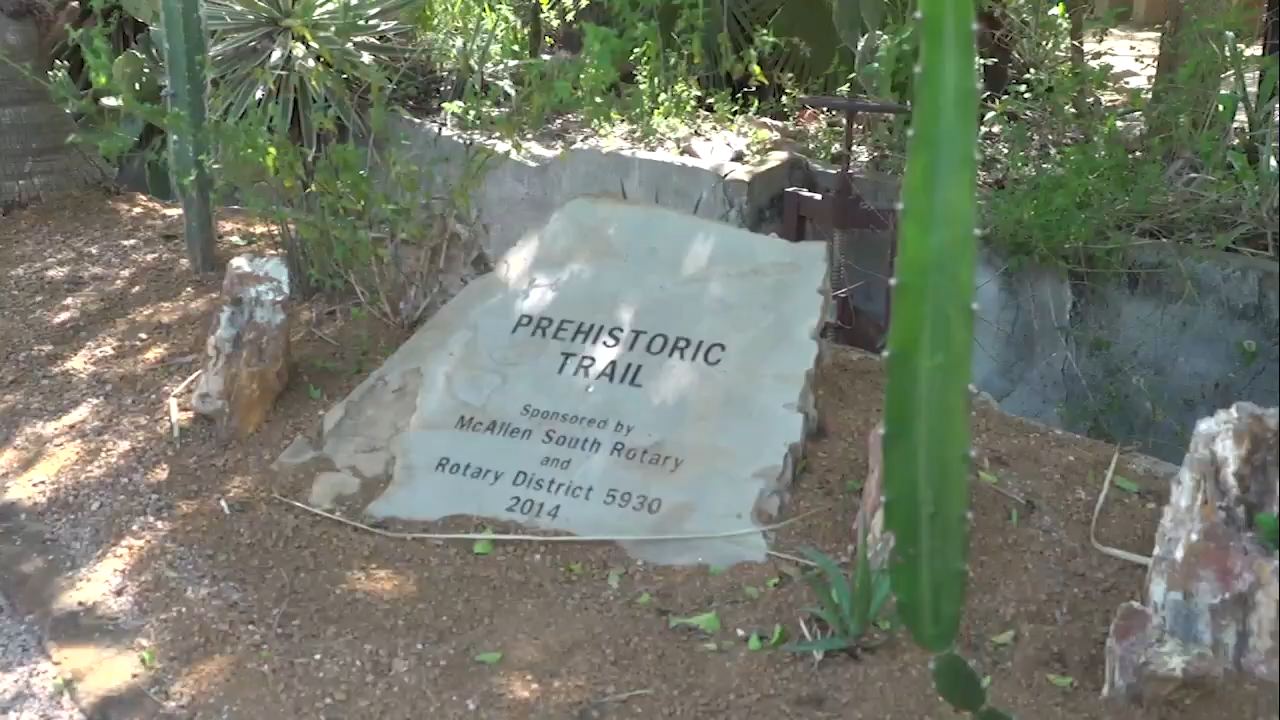 PREHISTORIC
TRAIL
Sponsored by
McAllen South Rotary
and
Rotary District 5930
2014